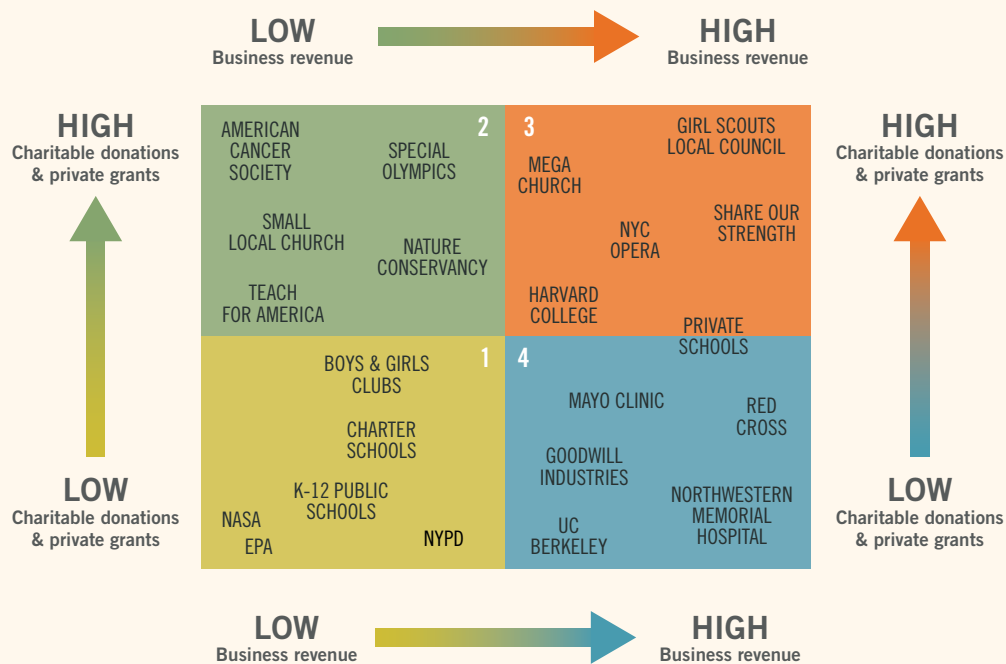 LOW
Business revenue
HIGH
Business revenue
HIGH
Charitable donations
& private grants
LOW
Charitable donations
& private grants
2
AMERICAN
CANCER
SOCIETY
SPECIAL
OLYMPICS
SMALL
LOCAL CHURCH
NATURE
CONSERVANCY
TEACH
FOR AMERICA
3
GIRL SCOUTS
LOCAL COUNCIL
MEGA
CHURCH
SHARE OUR
STRENGTH
NYC
OPERA
HARVARD
COLLEGE
PRIVATE
SCHOOLS
1
BOYS & GIRLS
CLUBS
CHARTER
SCHOOLS
K-12 PUBLIC
SCHOOLS
NASA
EPA
NYPD
4
MAYO CLINIC
RED
CROSS
GOODWILL
INDUSTRIES
NORTHWESTERN
MEMORIAL
HOSPITAL
UC
BERKELEY
HIGH
Charitable donations
& private grants
LOW
Charitable donations
& private grants
LOW
Business revenue
HIGH
Business revenue